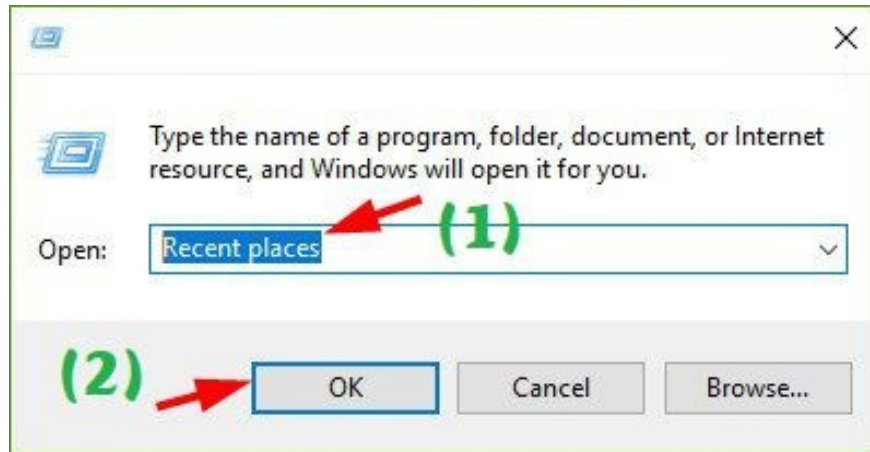 Type the name of a program, folder, document, or Internet
resource, and Windows will open it for you.
(1)
Open: Recent places
(2)
OK Cancel Browse...